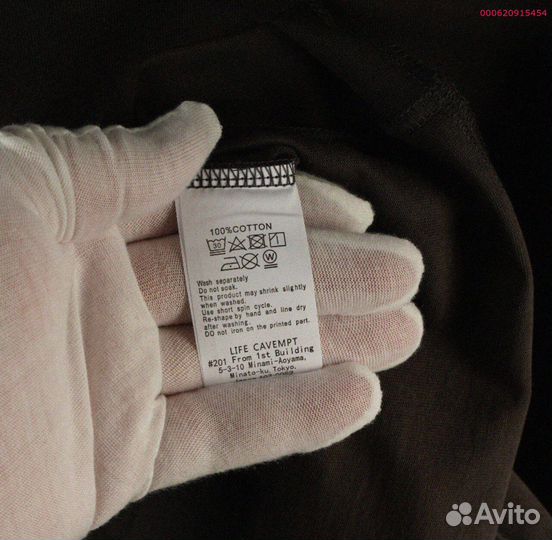 000620915454
100%COTTON
30
Wash separately
Do not soak.
This product may shrink slightly
when washed.
Use short spin cycle.
Re-shape by hand and line dry
after washing.
DO not iron on the printed part.
LIFE CAVEMPT
#201 From 1st Building
5-3-10 Minami-Aoyama,
Minato-ku,Tokyo,
Avito